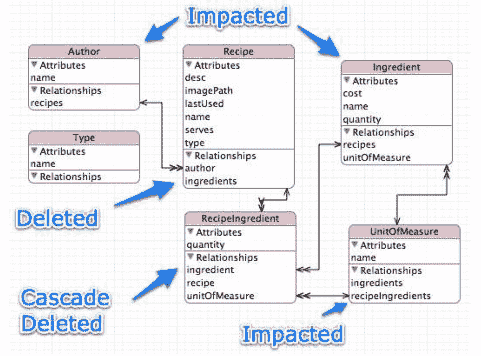 Impacted
Author
Attributes
name
Relationships
recipes
Type
Attributes
name
Relationships
Recipe
Attributes
desc
imagePath
lastUsed
name
serves
type
Relationships
author
ingredients
Ingredient
Attributes
cost
name
quantity
Relationships
recipes
unitOfMeasure
Deleted
RecipeIngredient
Attributes
quantity
Relationships
ingredient
recipe
unitOfMeasure
UnitOfMeasure
Attributes
name
Relationships
ingredients
recipeIngredients
Cascade
Deleted
Impacted